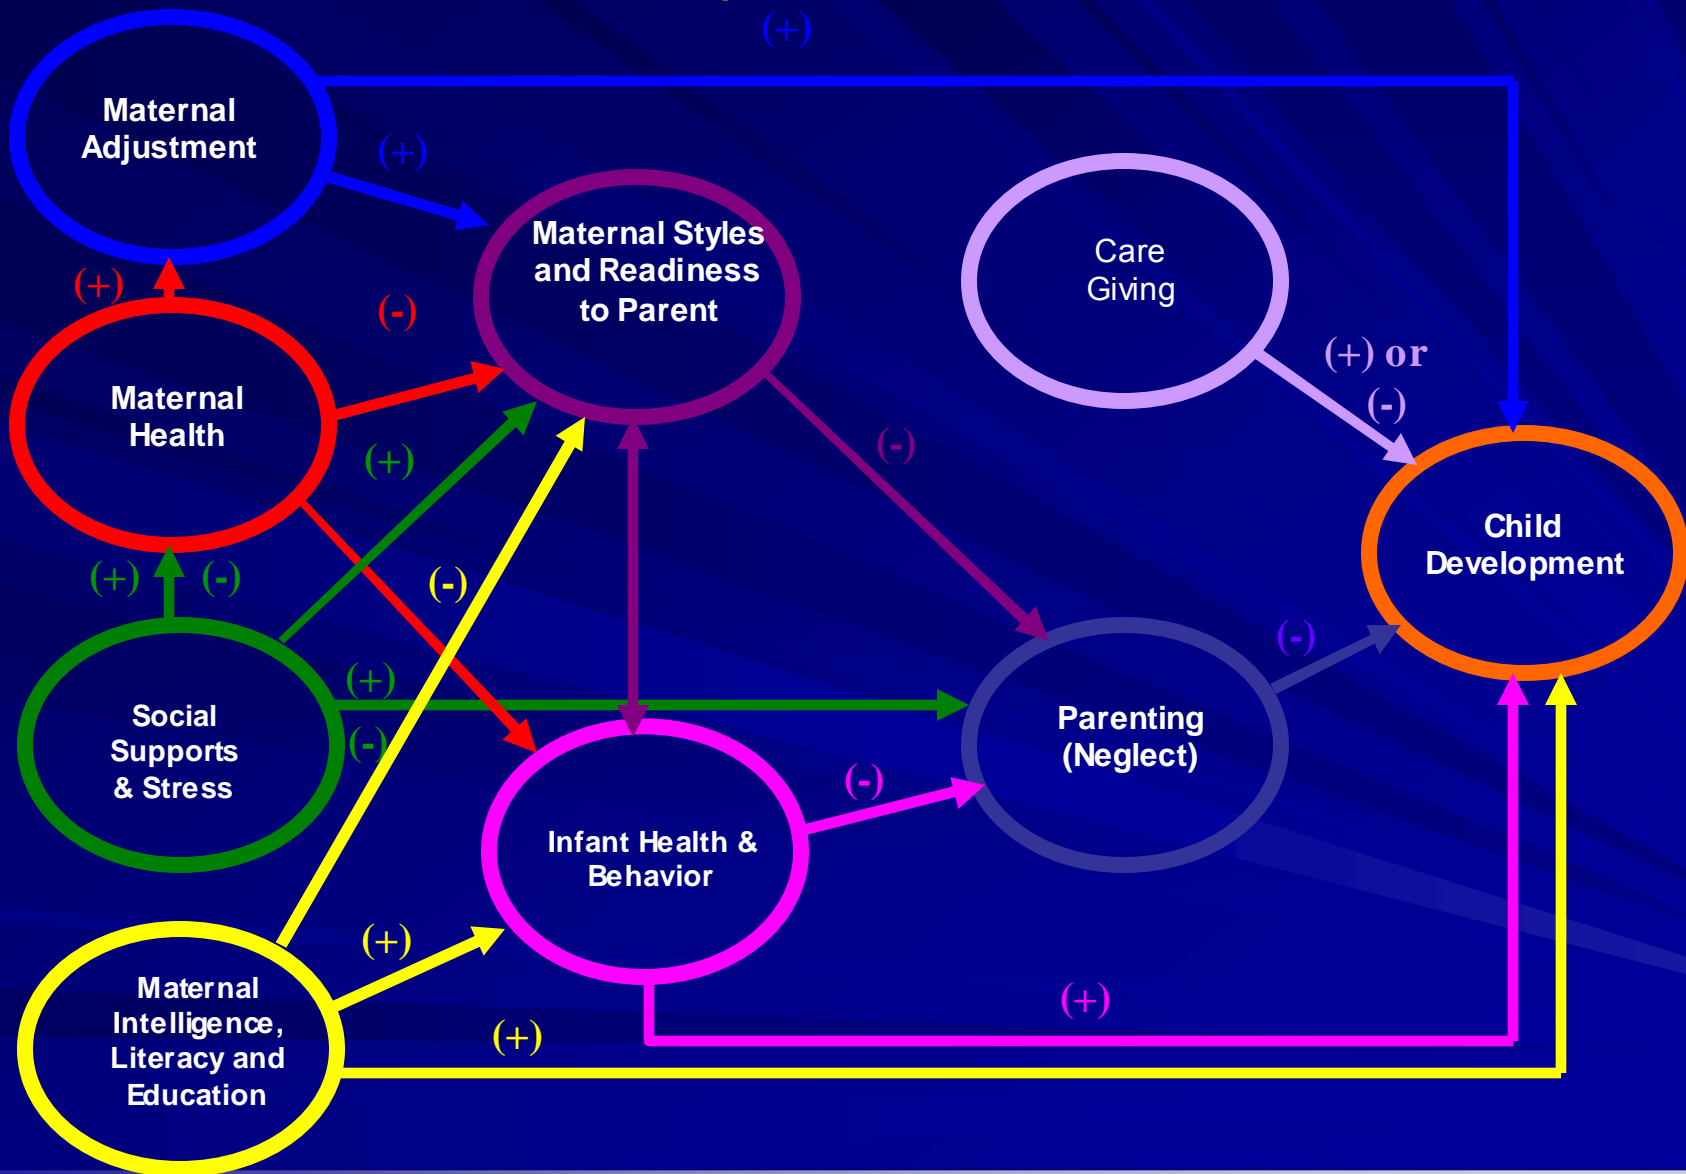 (+)
Maternal
Adjustment
(+)
Maternal Styles
and Readiness
to Parent
Care
Giving
(+)
(-)
(+) or
(-)
Maternal
Health
(+)
(-)
Child
Development
(+)
(-)
(-)
(+)
(-)
(-)
Social
Supports
& Stress
Parenting
(Neglect)
(-)
Infant Health &
Behavior
(+)
Maternal
Intelligence,
Literacy and
Education
(+)
(+)